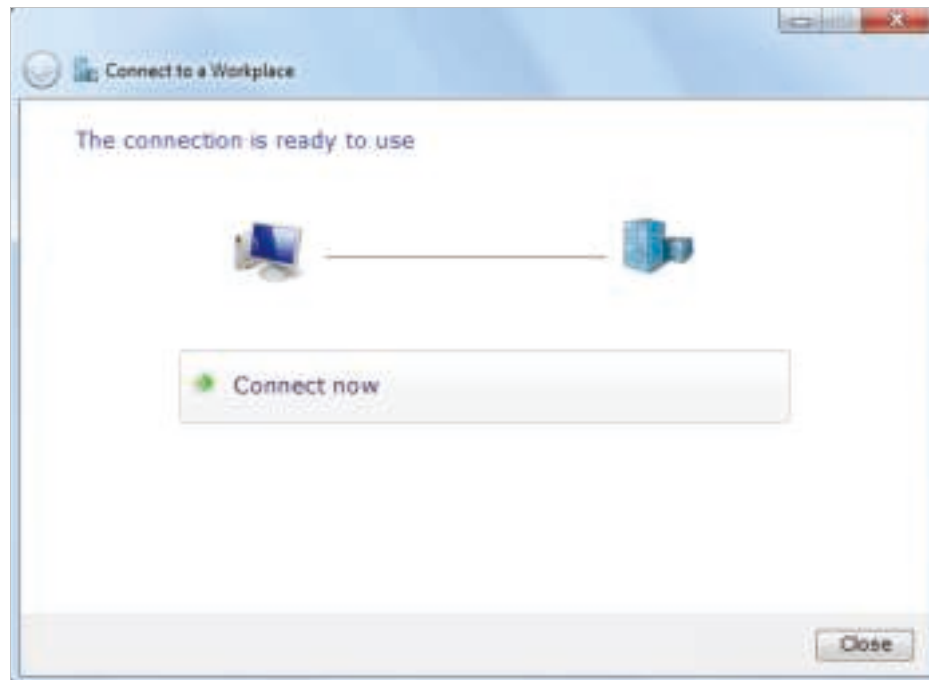 Connect to a Workplace
The connection is ready to use
Connect now
Close